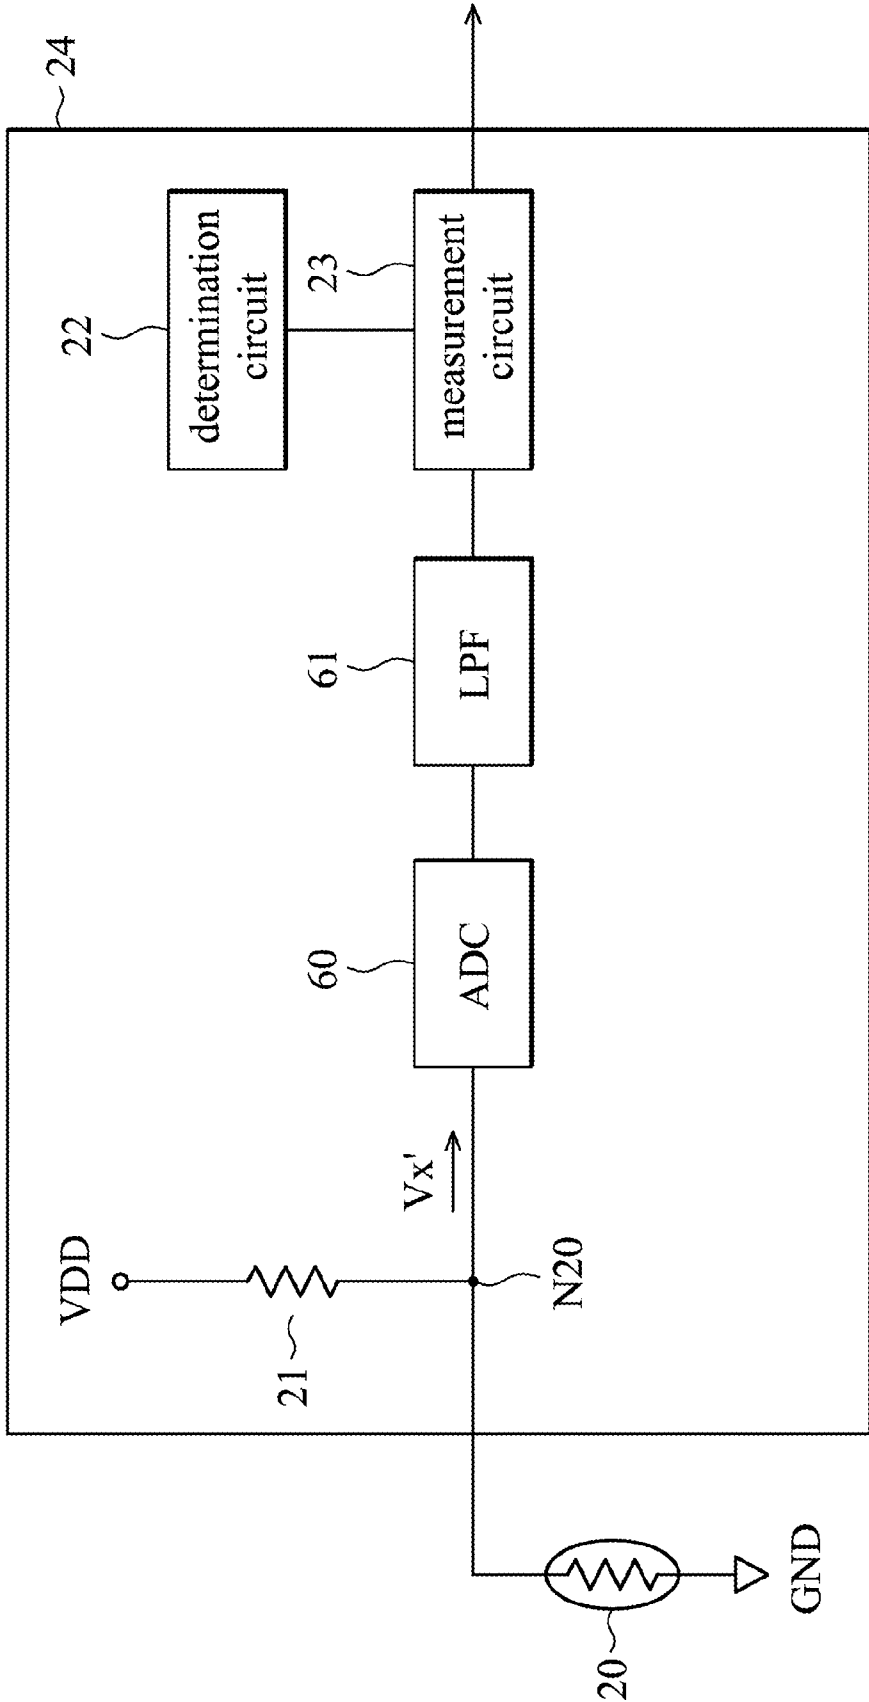 24
22
determination
circuit
VDD
21
Vx'
60
ADC
61
LPF
23
measurement
circuit
N20
20
GND